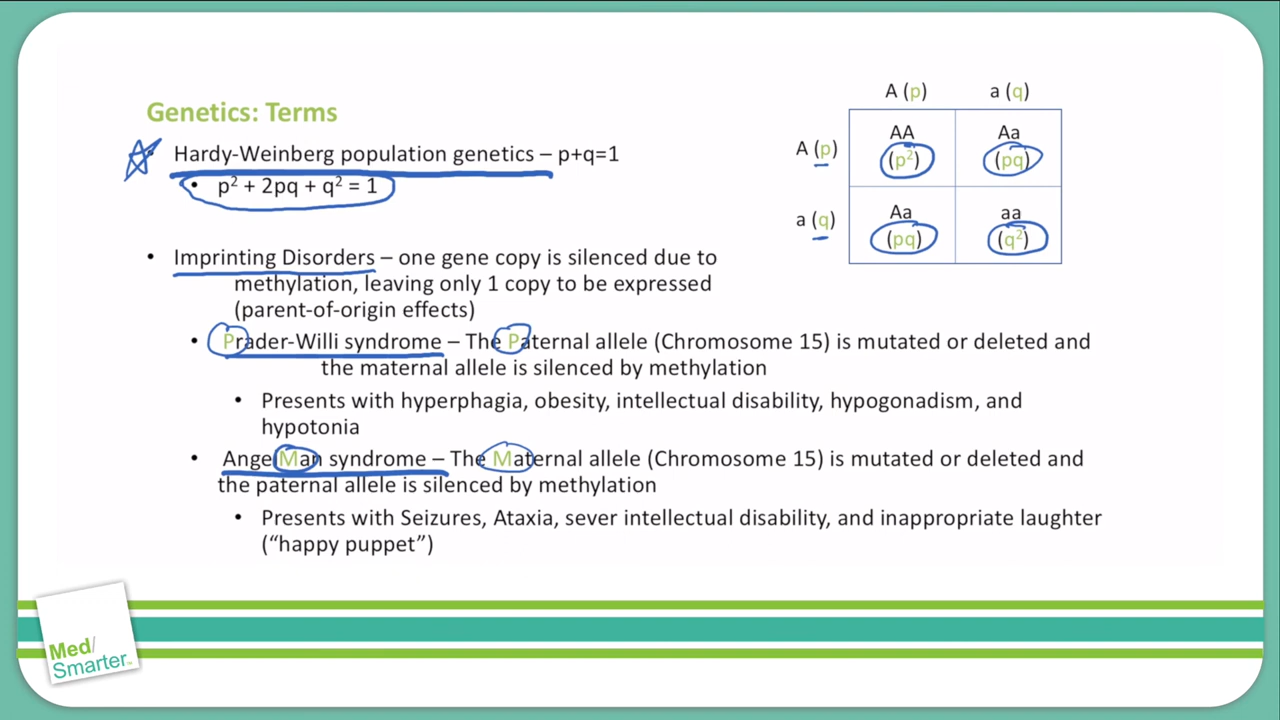 Genetics: Terms
Hardy-Weinberg population genetics – p+q=1
• p² + 2pq + q² = 1
A (p) a (q)
A (p) AA (p²) Aa (pq)
a (q) Aa (pq) aa (q²)
• Imprinting Disorders – one gene copy is silenced due to
methylation, leaving only 1 copy to be expressed
(parent-of-origin effects)
• Prader-Willi syndrome – The Paternal allele (Chromosome 15) is mutated or deleted and
the maternal allele is silenced by methylation
• Presents with hyperphagia, obesity, intellectual disability, hypogonadism, and
hypotonia
• AngelMan syndrome – The Maternal allele (Chromosome 15) is mutated or deleted and
the paternal allele is silenced by methylation
• Presents with Seizures, Ataxia, sever intellectual disability, and inappropriate laughter
(“happy puppet”)
Med/
Smarter™